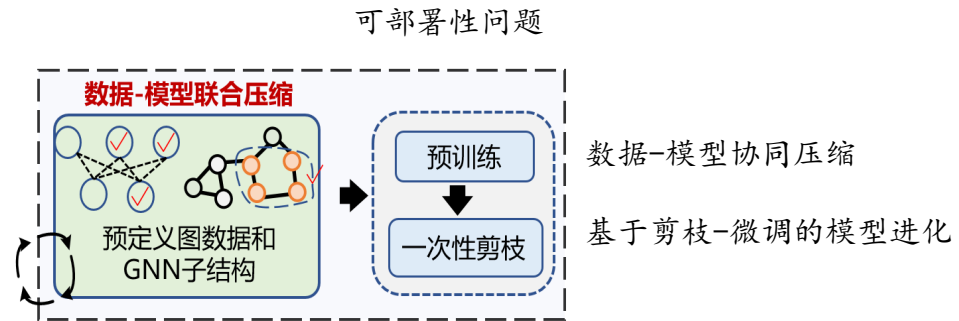 可部署性问题
数据-模型联合压缩
预定义图数据和
GNN子结构
预训练
一次性剪枝
数据-模型协同压缩
基于剪枝-微调的模型进化